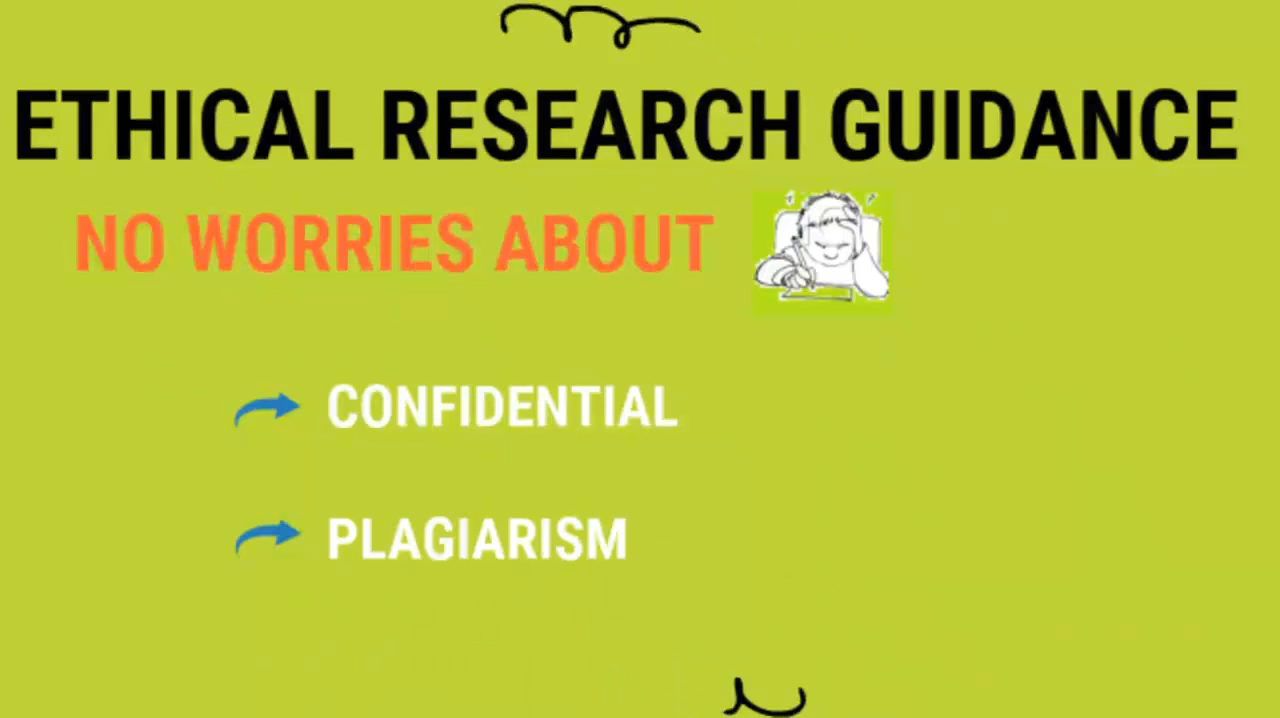 ETHICAL RESEARCH GUIDANCE
NO WORRIES ABOUT
CONFIDENTIAL
PLAGIARISM